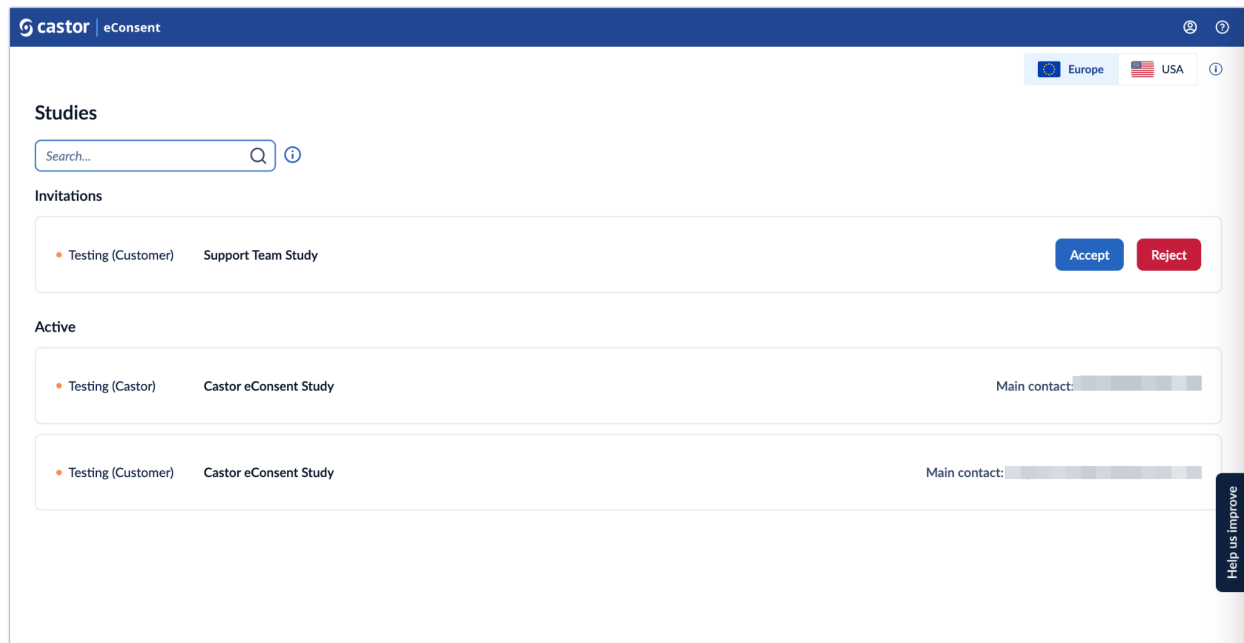 castor | eConsent
Europe USA
Studies
Search...
Invitations
Testing (Customer) Support Team Study Accept Reject
Active
Testing (Castor) Castor eConsent Study Main contact:
Testing (Customer) Castor eConsent Study Main contact:
Help us improve